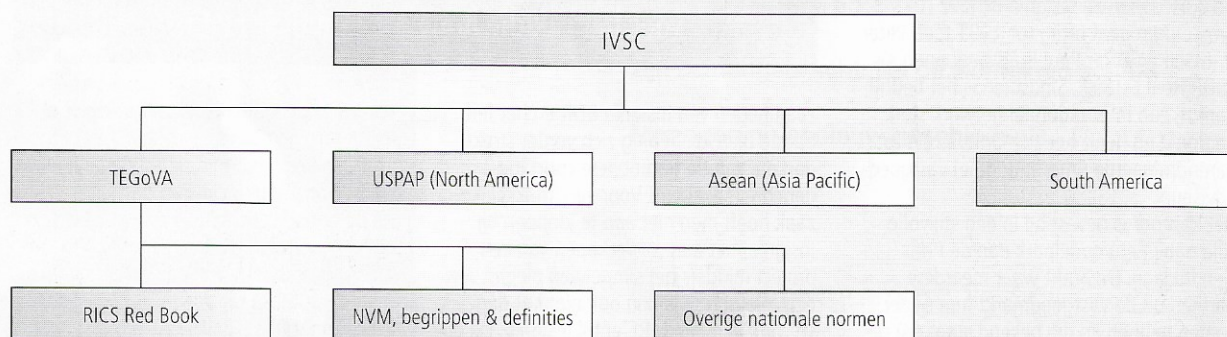 IVSC
TEGoVA
USPAP (North America)
Asean (Asia Pacific)
South America
RICS Red Book
NVM, begrippen & definities
Overige nationale normen